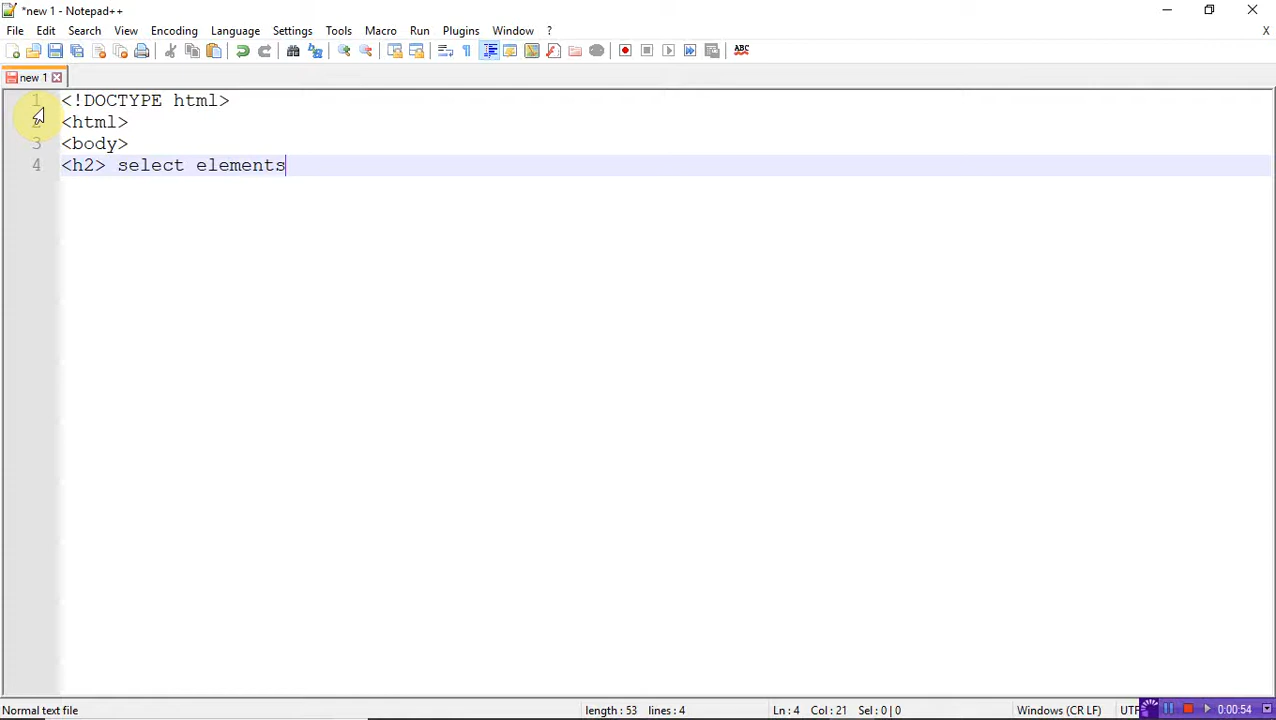 *new 1 - Notepad++
File Edit Search View Encoding Language Settings Tools Macro Run Plugins Window ? X
ABC
new 1
1 <!DOCTYPE html>
2 <html>
3 <body>
4 <h2> select elements
Normal text file length : 53 lines : 4 Ln : 4 Col : 21 Sel : 0 | 0 Windows (CR LF) UTF 0:00:54